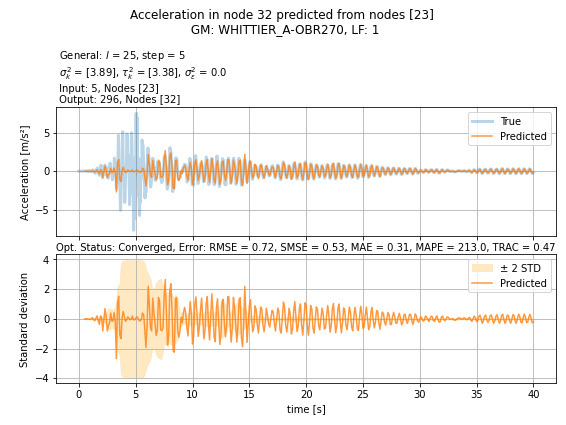 Acceleration in node 32 predicted from nodes [23]
GM: WHITTIER_A-OBR270, LF: 1
General: l = 25, step = 5
σ²ₖ = [3.89], τ²ₖ = [3.38], σ²ε = 0.0
Input: 5, Nodes [23]
Output: 296, Nodes [32]
True
Predicted
Acceleration [m/s²]
5
0
−5
Opt. Status: Converged, Error: RMSE = 0.72, SMSE = 0.53, MAE = 0.31, MAPE = 213.0, TRAC = 0.47
± 2 STD
Predicted
Standard deviation
4
2
0
−2
−4
0 5 10 15 20 25 30 35 40
time [s]